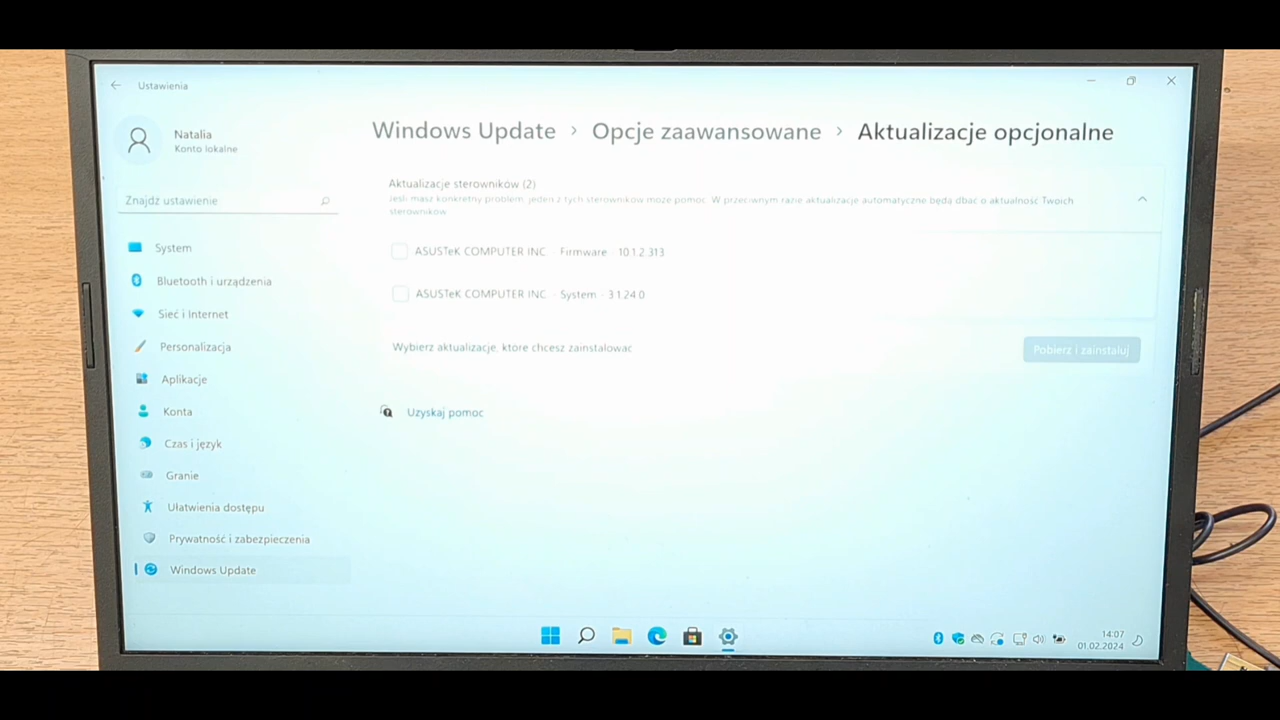 Ustawienia
Natalia
Konto lokalne
Znajdź ustawienie
System
Bluetooth i urządzenia
Sieć i Internet
Personalizacja
Aplikacje
Konta
Czas i język
Granie
Ułatwienia dostępu
Prywatność i zabezpieczenia
Windows Update
Windows Update › Opcje zaawansowane › Aktualizacje opcjonalne
Aktualizacje sterowników (2)
Jeśli masz konkretny problem, jeden z tych sterowników może pomóc. W przeciwnym razie aktualizacje automatyczne będą dbać o aktualność Twoich
sterowników.
ASUSTeK COMPUTER INC. - Firmware - 10.1.2.313
ASUSTeK COMPUTER INC. - System - 3.1.24.0
Wybierz aktualizacje, które chcesz zainstalować
Pobierz i zainstaluj
Uzyskaj pomoc
14:07
01.02.2024